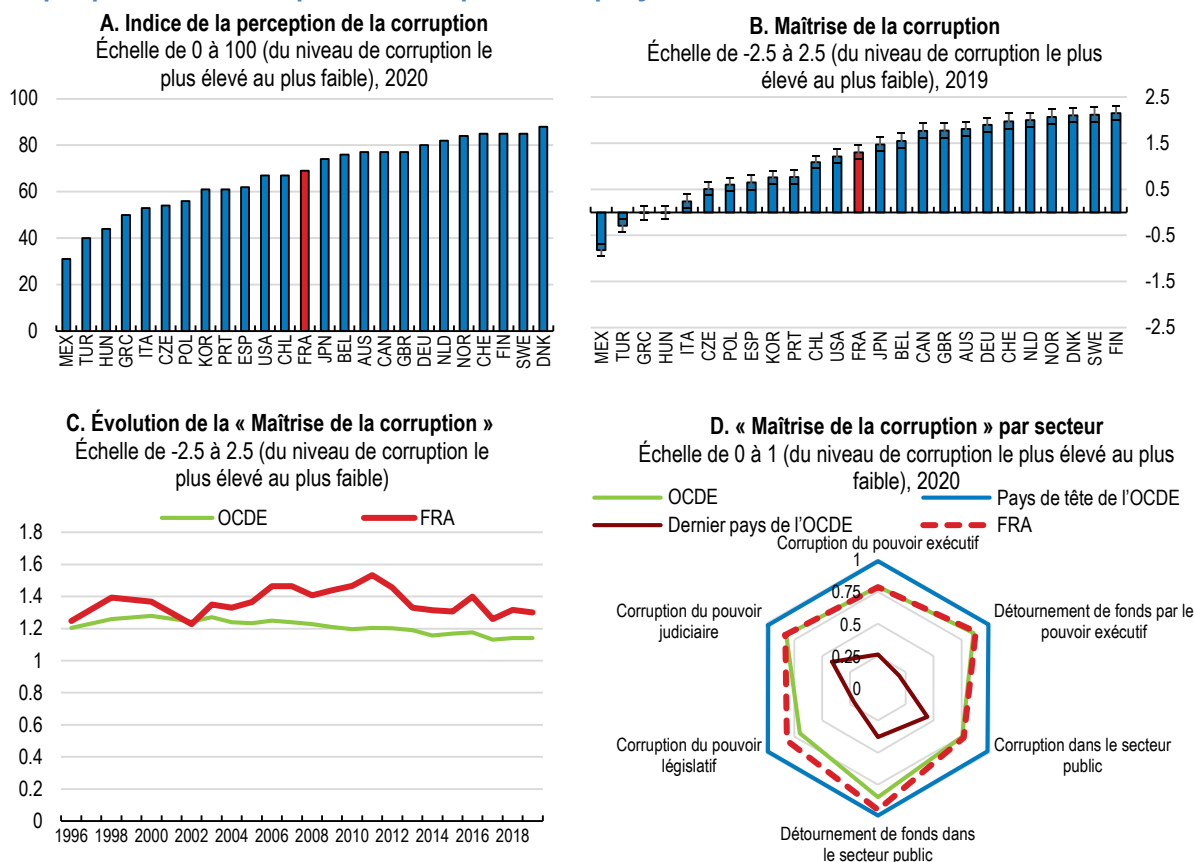 A. Indice de la perception de la corruption
Échelle de 0 à 100 (du niveau de corruption le
plus élevé au plus faible), 2020
100
80
60
40
20
0
MEX TUR HUN GRC ITA CZE POL KOR PRT ESP USA CHL FRA JPN BEL AUS CAN GBR DEU NLD NOR CHE FIN SWE DNK
B. Maîtrise de la corruption
Échelle de -2.5 à 2.5 (du niveau de corruption le plus
élevé au plus faible), 2019
2.5
1.5
0.5
-0.5
-1.5
-2.5
MEX TUR GRC HUN ITA CZE POL ESP KOR PRT CHL USA FRA JPN BEL CAN GBR AUS DEU CHE NLD NOR DNK SWE FIN
C. Évolution de la « Maîtrise de la corruption »
Échelle de -2.5 à 2.5 (du niveau de corruption le
plus élevé au plus faible)
OCDE FRA
1.8
1.6
1.4
1.2
1
0.8
0.6
0.4
0.2
0
1996 1998 2000 2002 2004 2006 2008 2010 2012 2014 2016 2018
D. « Maîtrise de la corruption » par secteur
Échelle de 0 à 1 (du niveau de corruption le plus élevé au plus
faible), 2020
OCDE Pays de tête de l'OCDE
Dernier pays de l'OCDE FRA
Corruption du pouvoir exécutif
1
0.75
0.5
0.25
0
Détournement de fonds par le
pouvoir exécutif
Corruption dans le secteur
public
Détournement de fonds dans
le secteur public
Corruption du pouvoir
législatif
Corruption du pouvoir
judiciaire